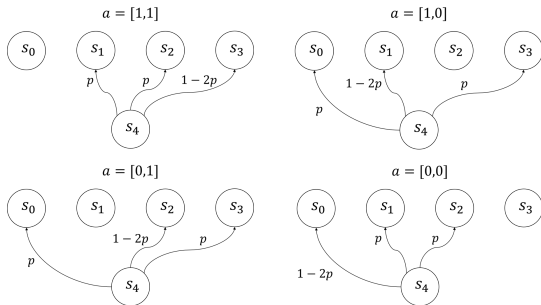 a = [1,1]
a = [1,0]
s₀ s₁ s₂ s₃
s₀ s₁ s₂ s₃
p p 1 − 2p
p 1 − 2p p
s₄
s₄
a = [0,1]
a = [0,0]
s₀ s₁ s₂ s₃
s₀ s₁ s₂ s₃
p 1 − 2p p
1 − 2p p p
s₄
s₄